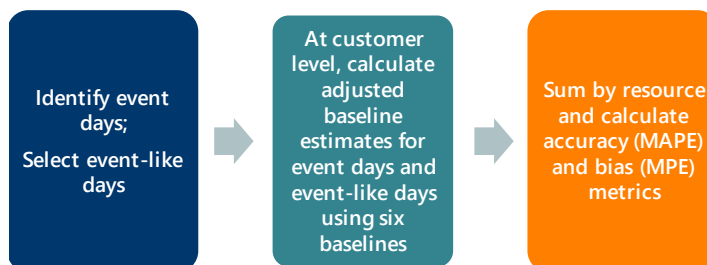 Identify event
days;
Select event-like
days
At customer
level, calculate
adjusted
baseline
estimates for
event days and
event-like days
using six
baselines
Sum by resource
and calculate
accuracy (MAPE)
and bias (MPE)
metrics